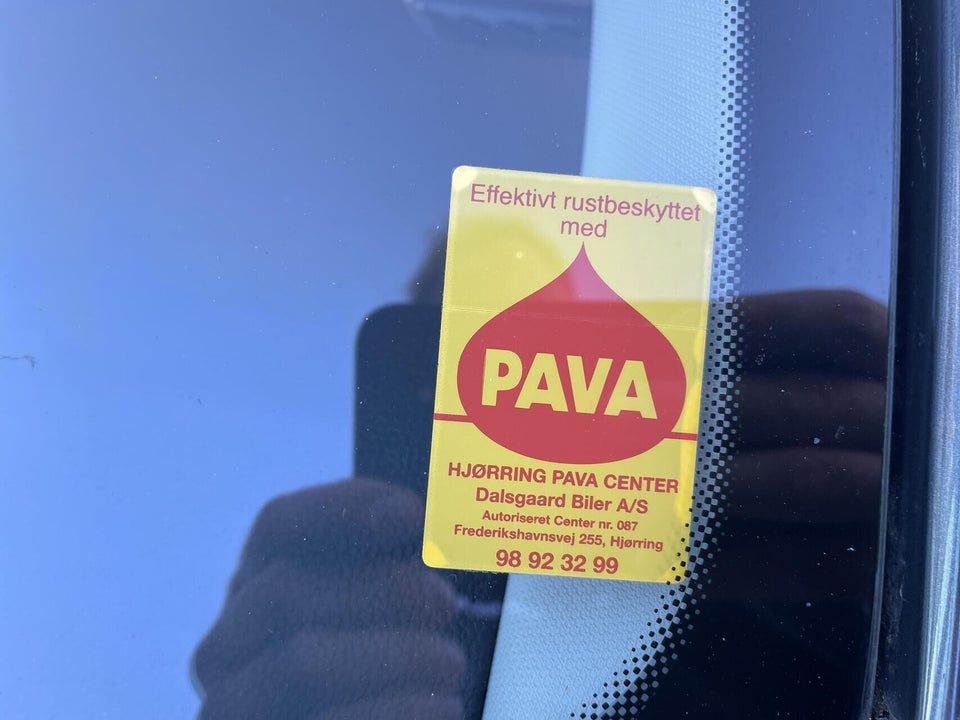 Effektivt rustbeskyttet
med
PAVA
HJØRRING PAVA CENTER
Dalsgaard Biler A/S
Autoriseret Center nr. 087
Frederikshavnsvej 255, Hjørring
98 92 32 99